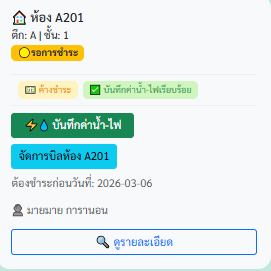 🏠 ห้อง A201
ตึก: A | ชั้น: 1
รอการชำระ
ค้างชำระ ✅ บันทึกค่าน้ำ-ไฟเรียบร้อย
⚡💧 บันทึกค่าน้ำ-ไฟ
จัดการบิลห้อง A201
ต้องชำระก่อนวันที่: 2026-03-06
👤 มายมาย การานอน
🔍 ดูรายละเอียด